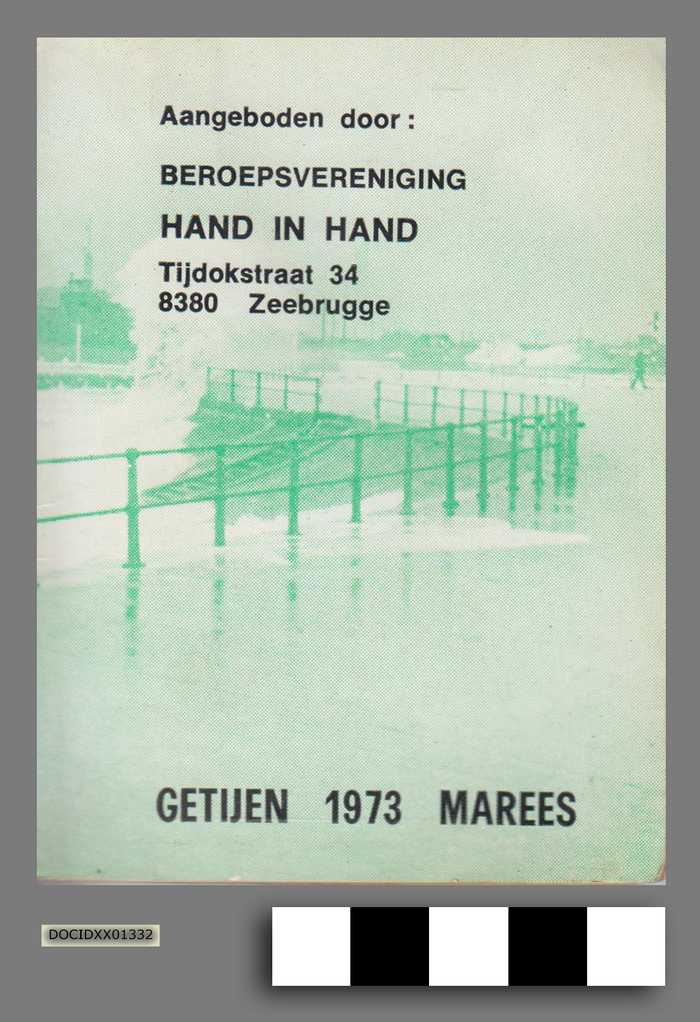 Aangeboden door :
BEROEPSVERENIGING
HAND IN HAND
Tijdokstraat 34
8380 Zeebrugge
GETIJEN 1973 MAREES
DOCIDXX01332